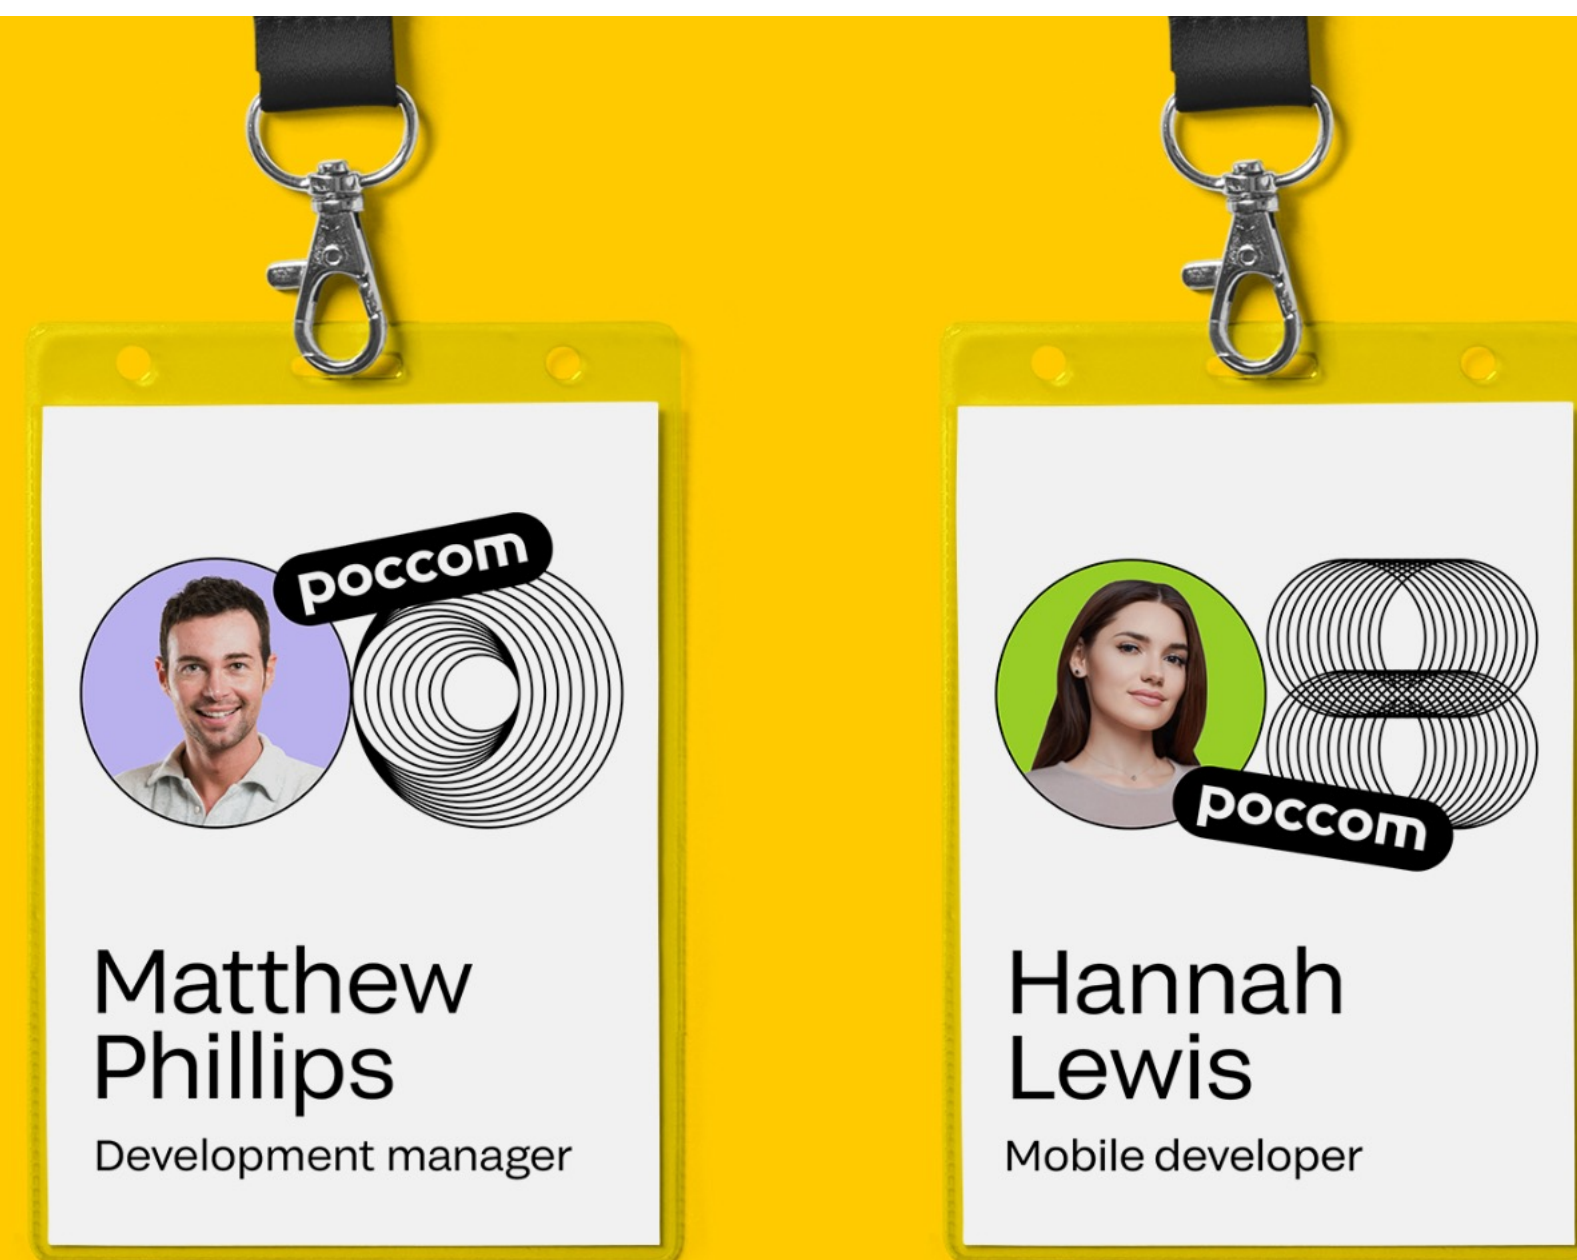 poccom
Matthew
Phillips
Development manager
poccom
Hannah
Lewis
Mobile developer